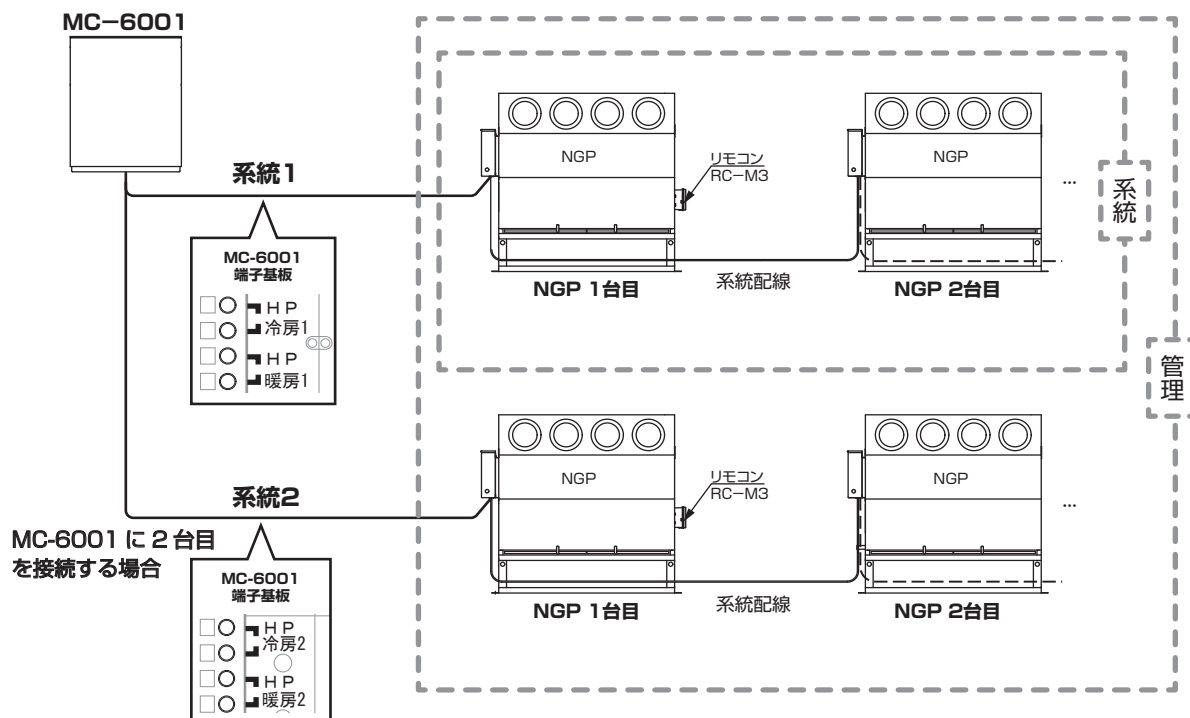 MC−6001
系統1
MC-6001
端子基板
HP
冷房1
HP
暖房1
NGP
リモコン
RC−M3
NGP 1台目
系統配線
NGP
NGP 2台目
...
系統
管理
系統2
MC-6001 に 2 台目
を接続する場合
MC-6001
端子基板
HP
冷房2
HP
暖房2
NGP
リモコン
RC−M3
NGP 1台目
系統配線
NGP
NGP 2台目
...